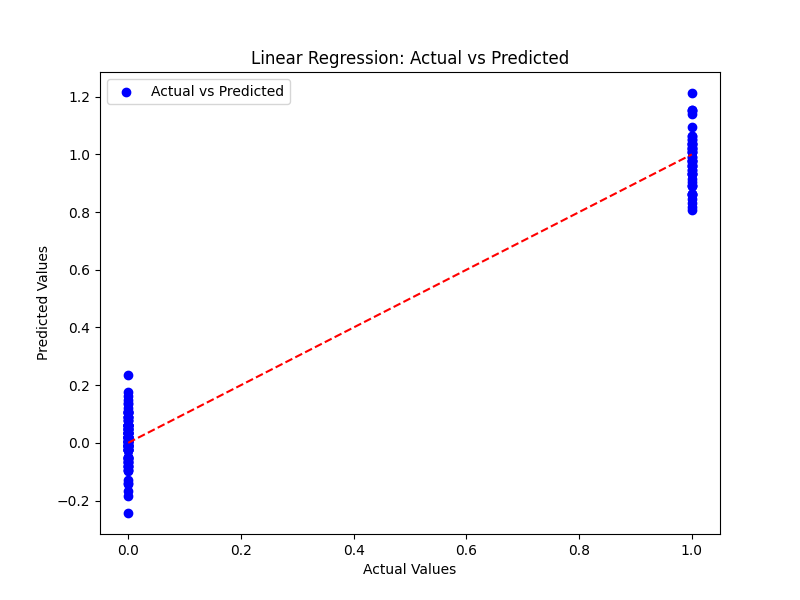 Linear Regression: Actual vs Predicted
Actual vs Predicted
1.2
1.0
0.8
0.6
0.4
0.2
0.0
−0.2
Predicted Values
0.0 0.2 0.4 0.6 0.8 1.0
Actual Values